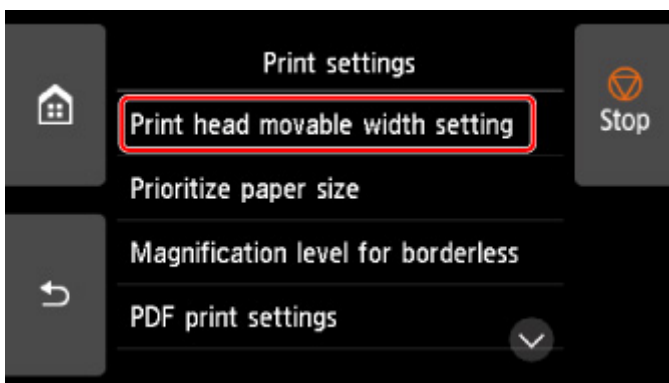 Print settings
Print head movable width setting
Stop
Prioritize paper size
Magnification level for borderless
PDF print settings